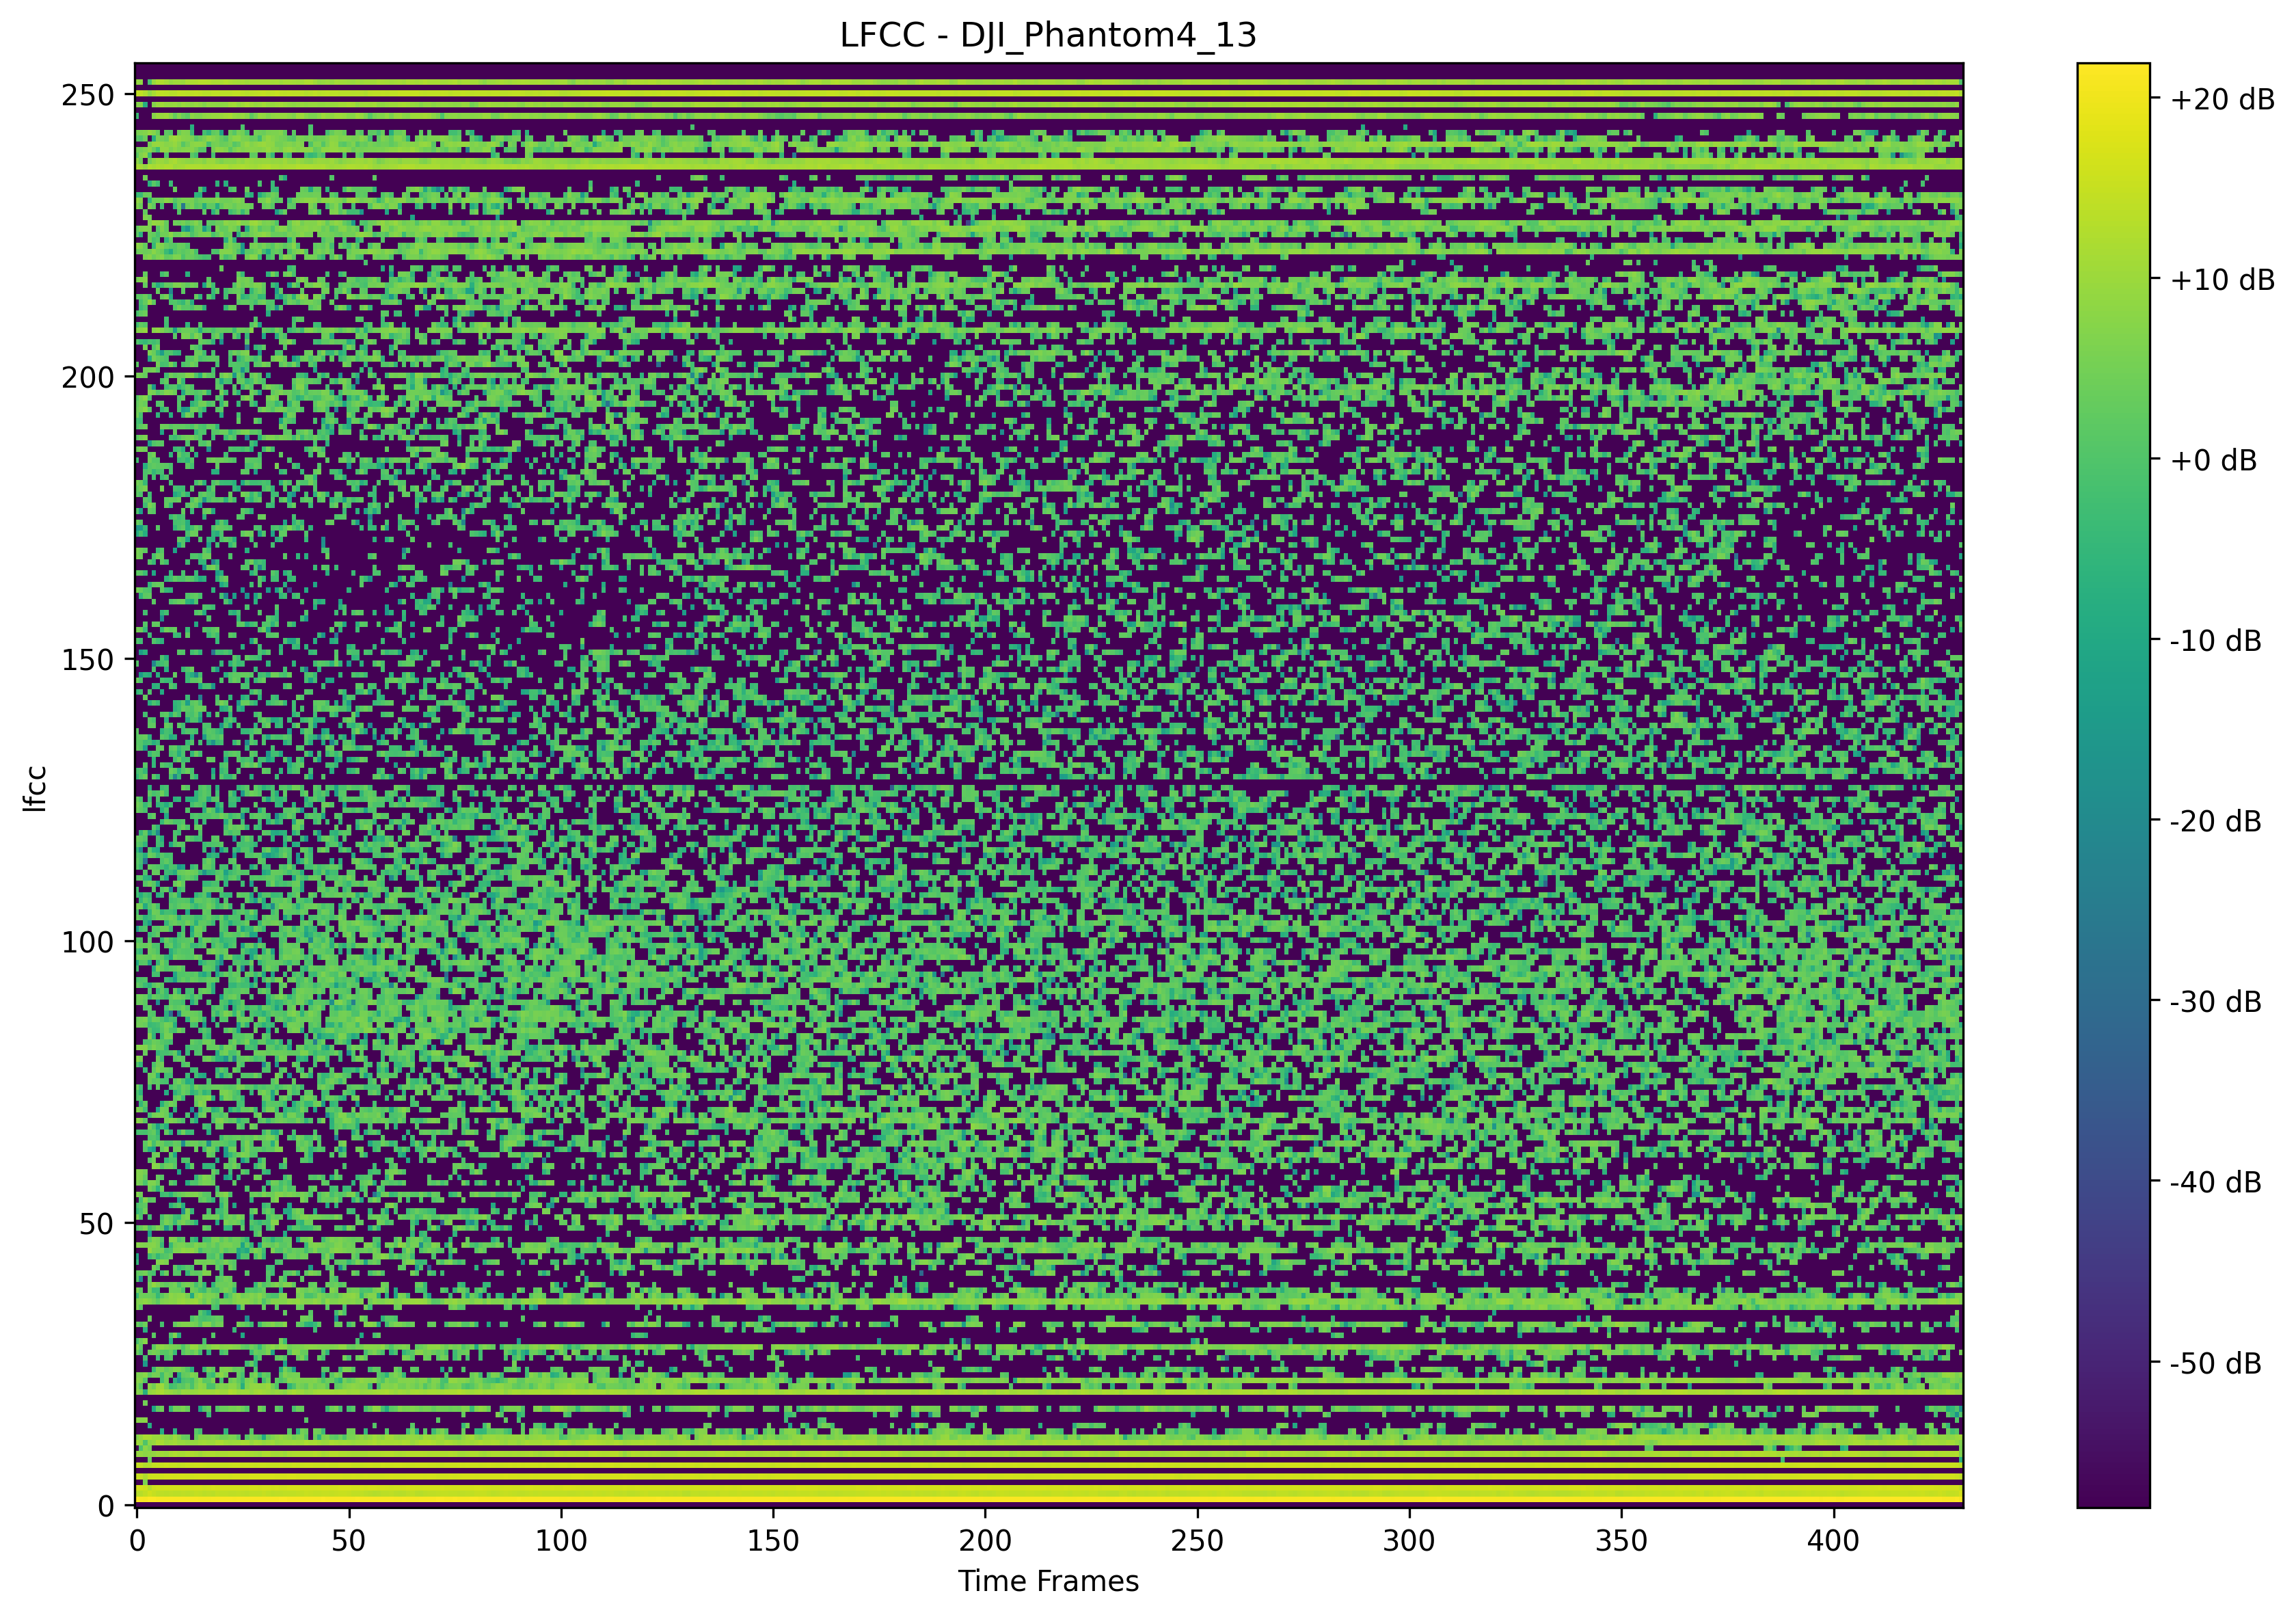 LFCC - DJI_Phantom4_13
250
200
150
100
50
0
lfcc
0 50 100 150 200 250 300 350 400
Time Frames
+20 dB
+10 dB
+0 dB
-10 dB
-20 dB
-30 dB
-40 dB
-50 dB